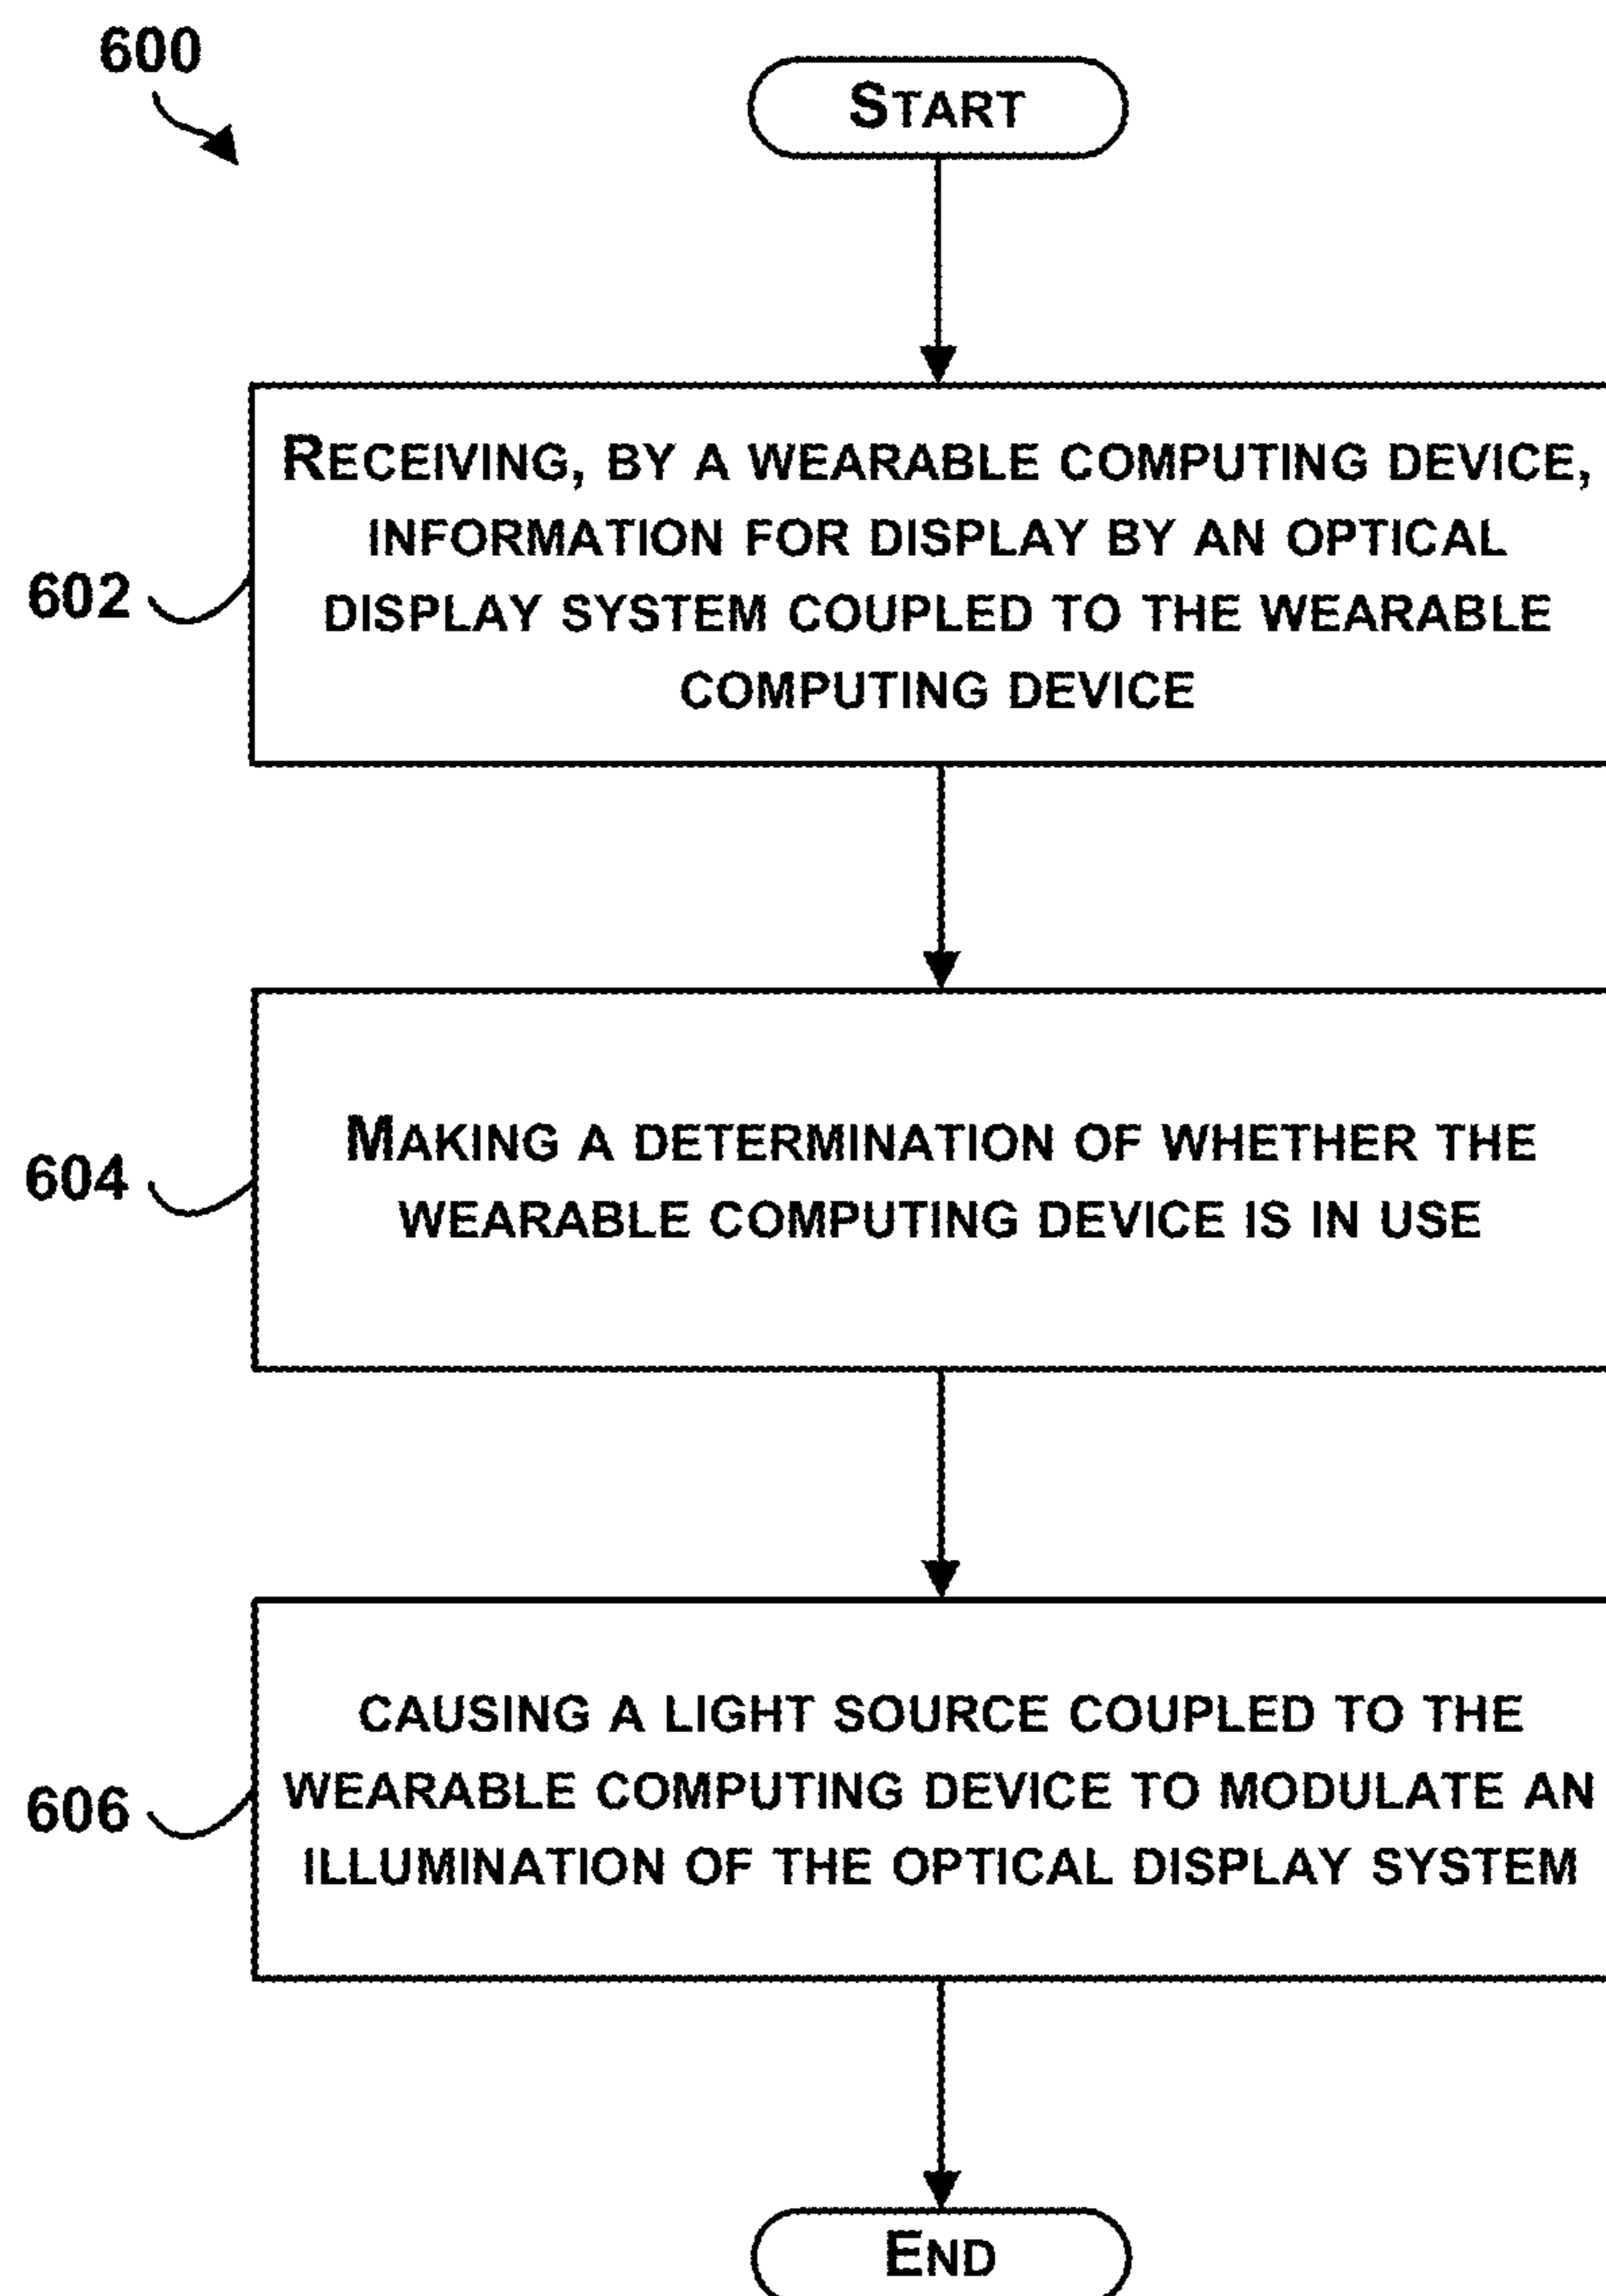 600
START
RECEIVING, BY A WEARABLE COMPUTING DEVICE,
INFORMATION FOR DISPLAY BY AN OPTICAL
DISPLAY SYSTEM COUPLED TO THE WEARABLE
COMPUTING DEVICE
602
MAKING A DETERMINATION OF WHETHER THE
WEARABLE COMPUTING DEVICE IS IN USE
604
CAUSING A LIGHT SOURCE COUPLED TO THE
WEARABLE COMPUTING DEVICE TO MODULATE AN
ILLUMINATION OF THE OPTICAL DISPLAY SYSTEM
606
END